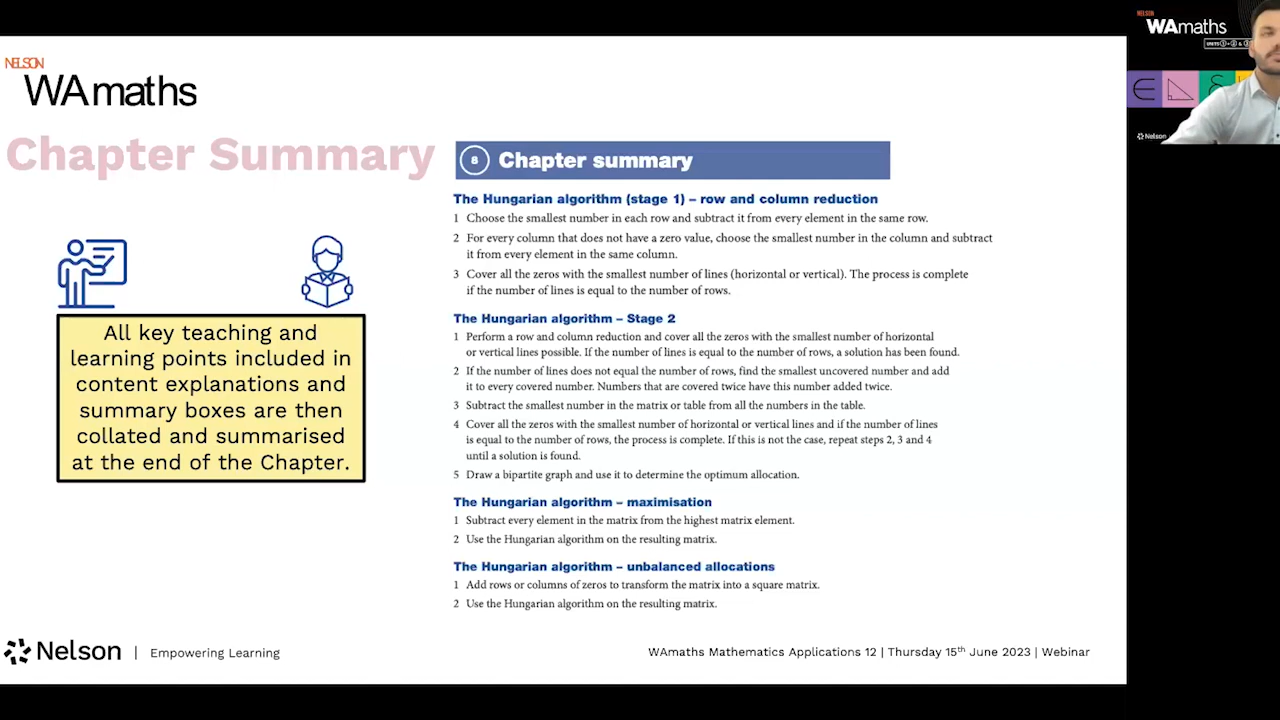 NELSON
WAmaths
Chapter Summary
All key teaching and
learning points included in
content explanations and
summary boxes are then
collated and summarised
at the end of the Chapter.
8 Chapter summary
The Hungarian algorithm (stage 1) – row and column reduction
1 Choose the smallest number in each row and subtract it from every element in the same row.
2 For every column that does not have a zero value, choose the smallest number in the column and subtract
it from every element in the same column.
3 Cover all the zeros with the smallest number of lines (horizontal or vertical). The process is complete
if the number of lines is equal to the number of rows.
The Hungarian algorithm – Stage 2
1 Perform a row and column reduction and cover all the zeros with the smallest number of horizontal
or vertical lines possible. If the number of lines is equal to the number of rows, a solution has been found.
2 If the number of lines does not equal the number of rows, find the smallest uncovered number and add
it to every covered number. Numbers that are covered twice have this number added twice.
3 Subtract the smallest number in the matrix or table from all the numbers in the table.
4 Cover all the zeros with the smallest number of horizontal or vertical lines and if the number of lines
is equal to the number of rows, the process is complete. If this is not the case, repeat steps 2, 3 and 4
until a solution is found.
5 Draw a bipartite graph and use it to determine the optimum allocation.
The Hungarian algorithm – maximisation
1 Subtract every element in the matrix from the highest matrix element.
2 Use the Hungarian algorithm on the resulting matrix.
The Hungarian algorithm – unbalanced allocations
1 Add rows or columns of zeros to transform the matrix into a square matrix.
2 Use the Hungarian algorithm on the resulting matrix.
Nelson | Empowering Learning
WAmaths Mathematics Applications 12 | Thursday 15th June 2023 | Webinar
NELSON
WAmaths
UNITS 1 + 2 & 3
Nelson